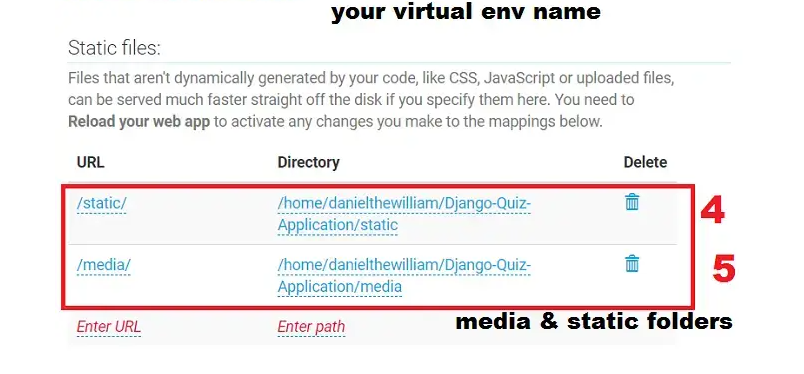 your virtual env name
Static files:
Files that aren't dynamically generated by your code, like CSS, JavaScript or uploaded files,
can be served much faster straight off the disk if you specify them here. You need to
Reload your web app to activate any changes you make to the mappings below.
URL Directory Delete
/static/ /home/danielthewilliam/Django-Quiz-
Application/static
4
/media/ /home/danielthewilliam/Django-Quiz-
Application/media
5
Enter URL Enter path
media & static folders